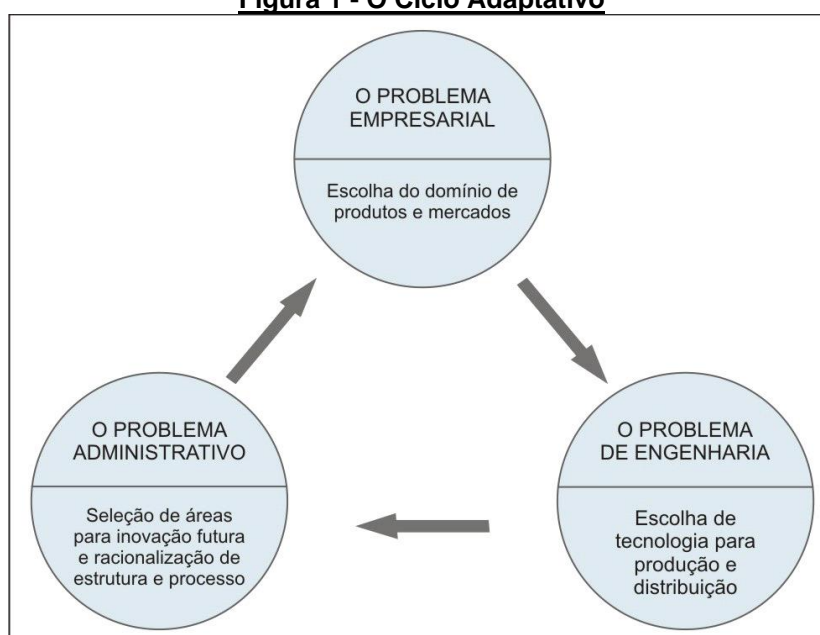 Figura 1 - O Ciclo Adaptativo
O PROBLEMA
EMPRESARIAL
Escolha do domínio de
produtos e mercados
O PROBLEMA
ADMINISTRATIVO
Seleção de áreas
para inovação futura
e racionalização de
estrutura e processo
O PROBLEMA
DE ENGENHARIA
Escolha de
tecnologia para
produção e
distribuição